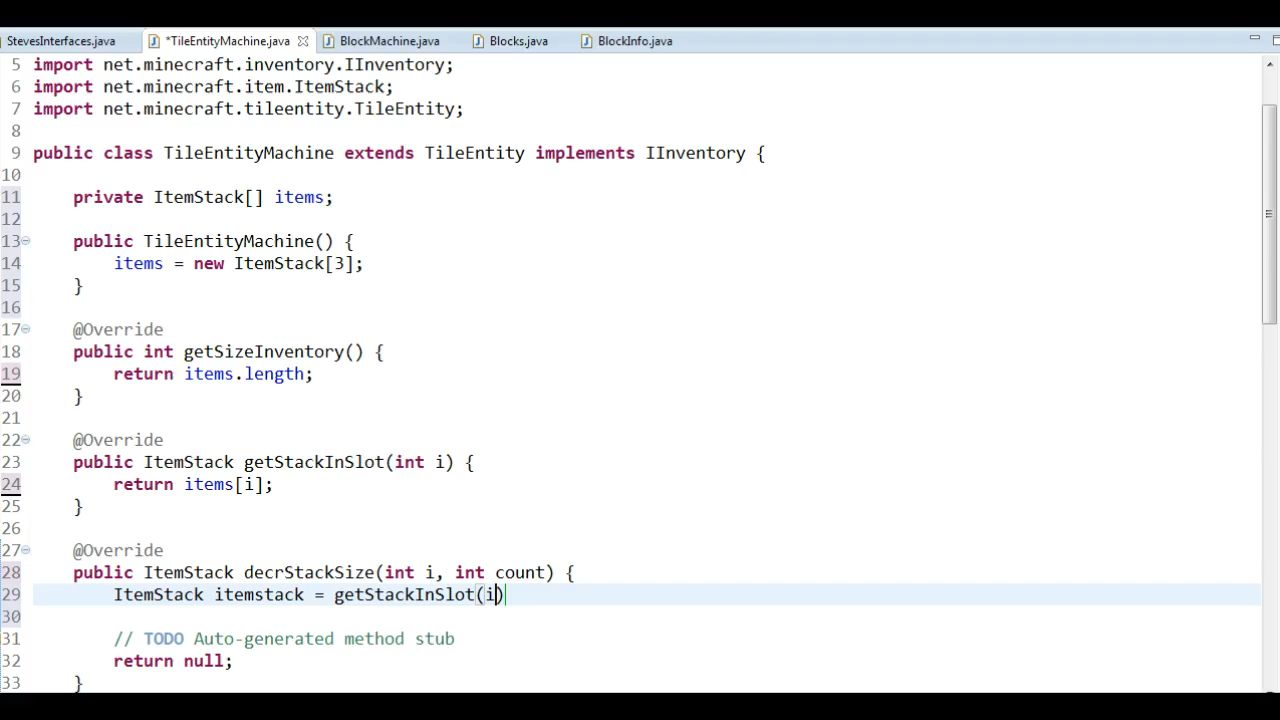 StevesInterfaces.java *TileEntityMachine.java BlockMachine.java Blocks.java BlockInfo.java
5 import net.minecraft.inventory.IInventory;
6 import net.minecraft.item.ItemStack;
7 import net.minecraft.tileentity.TileEntity;
8
9 public class TileEntityMachine extends TileEntity implements IInventory {
10
11 private ItemStack[] items;
12
13 public TileEntityMachine() {
14 items = new ItemStack[3];
15 }
16
17 @Override
18 public int getSizeInventory() {
19 return items.length;
20 }
21
22 @Override
23 public ItemStack getStackInSlot(int i) {
24 return items[i];
25 }
26
27 @Override
28 public ItemStack decrStackSize(int i, int count) {
29 ItemStack itemstack = getStackInSlot(i)
30
31 // TODO Auto-generated method stub
32 return null;
33 }